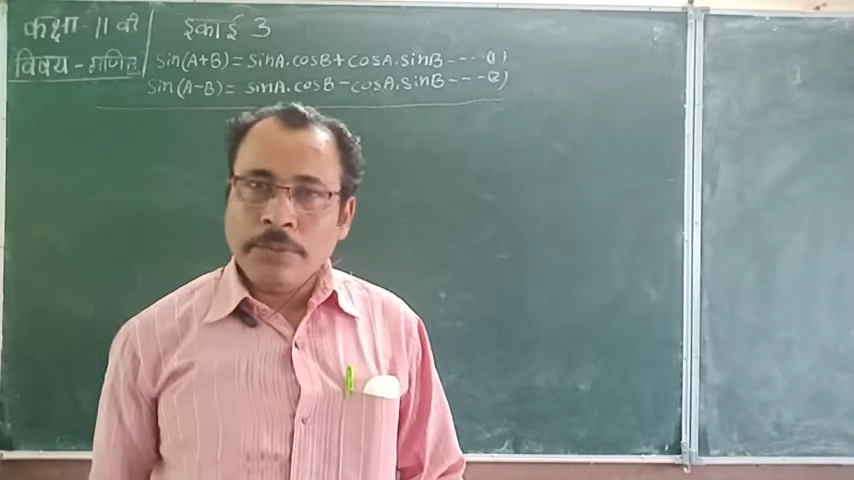 कक्षा-11 वी
इकाई 3
विषय-गणित
sin(A+B) = sinA.cosB+cosA.sinB----(1)
sin(A-B) = sinA.cosB-cosA.sinB----(2)